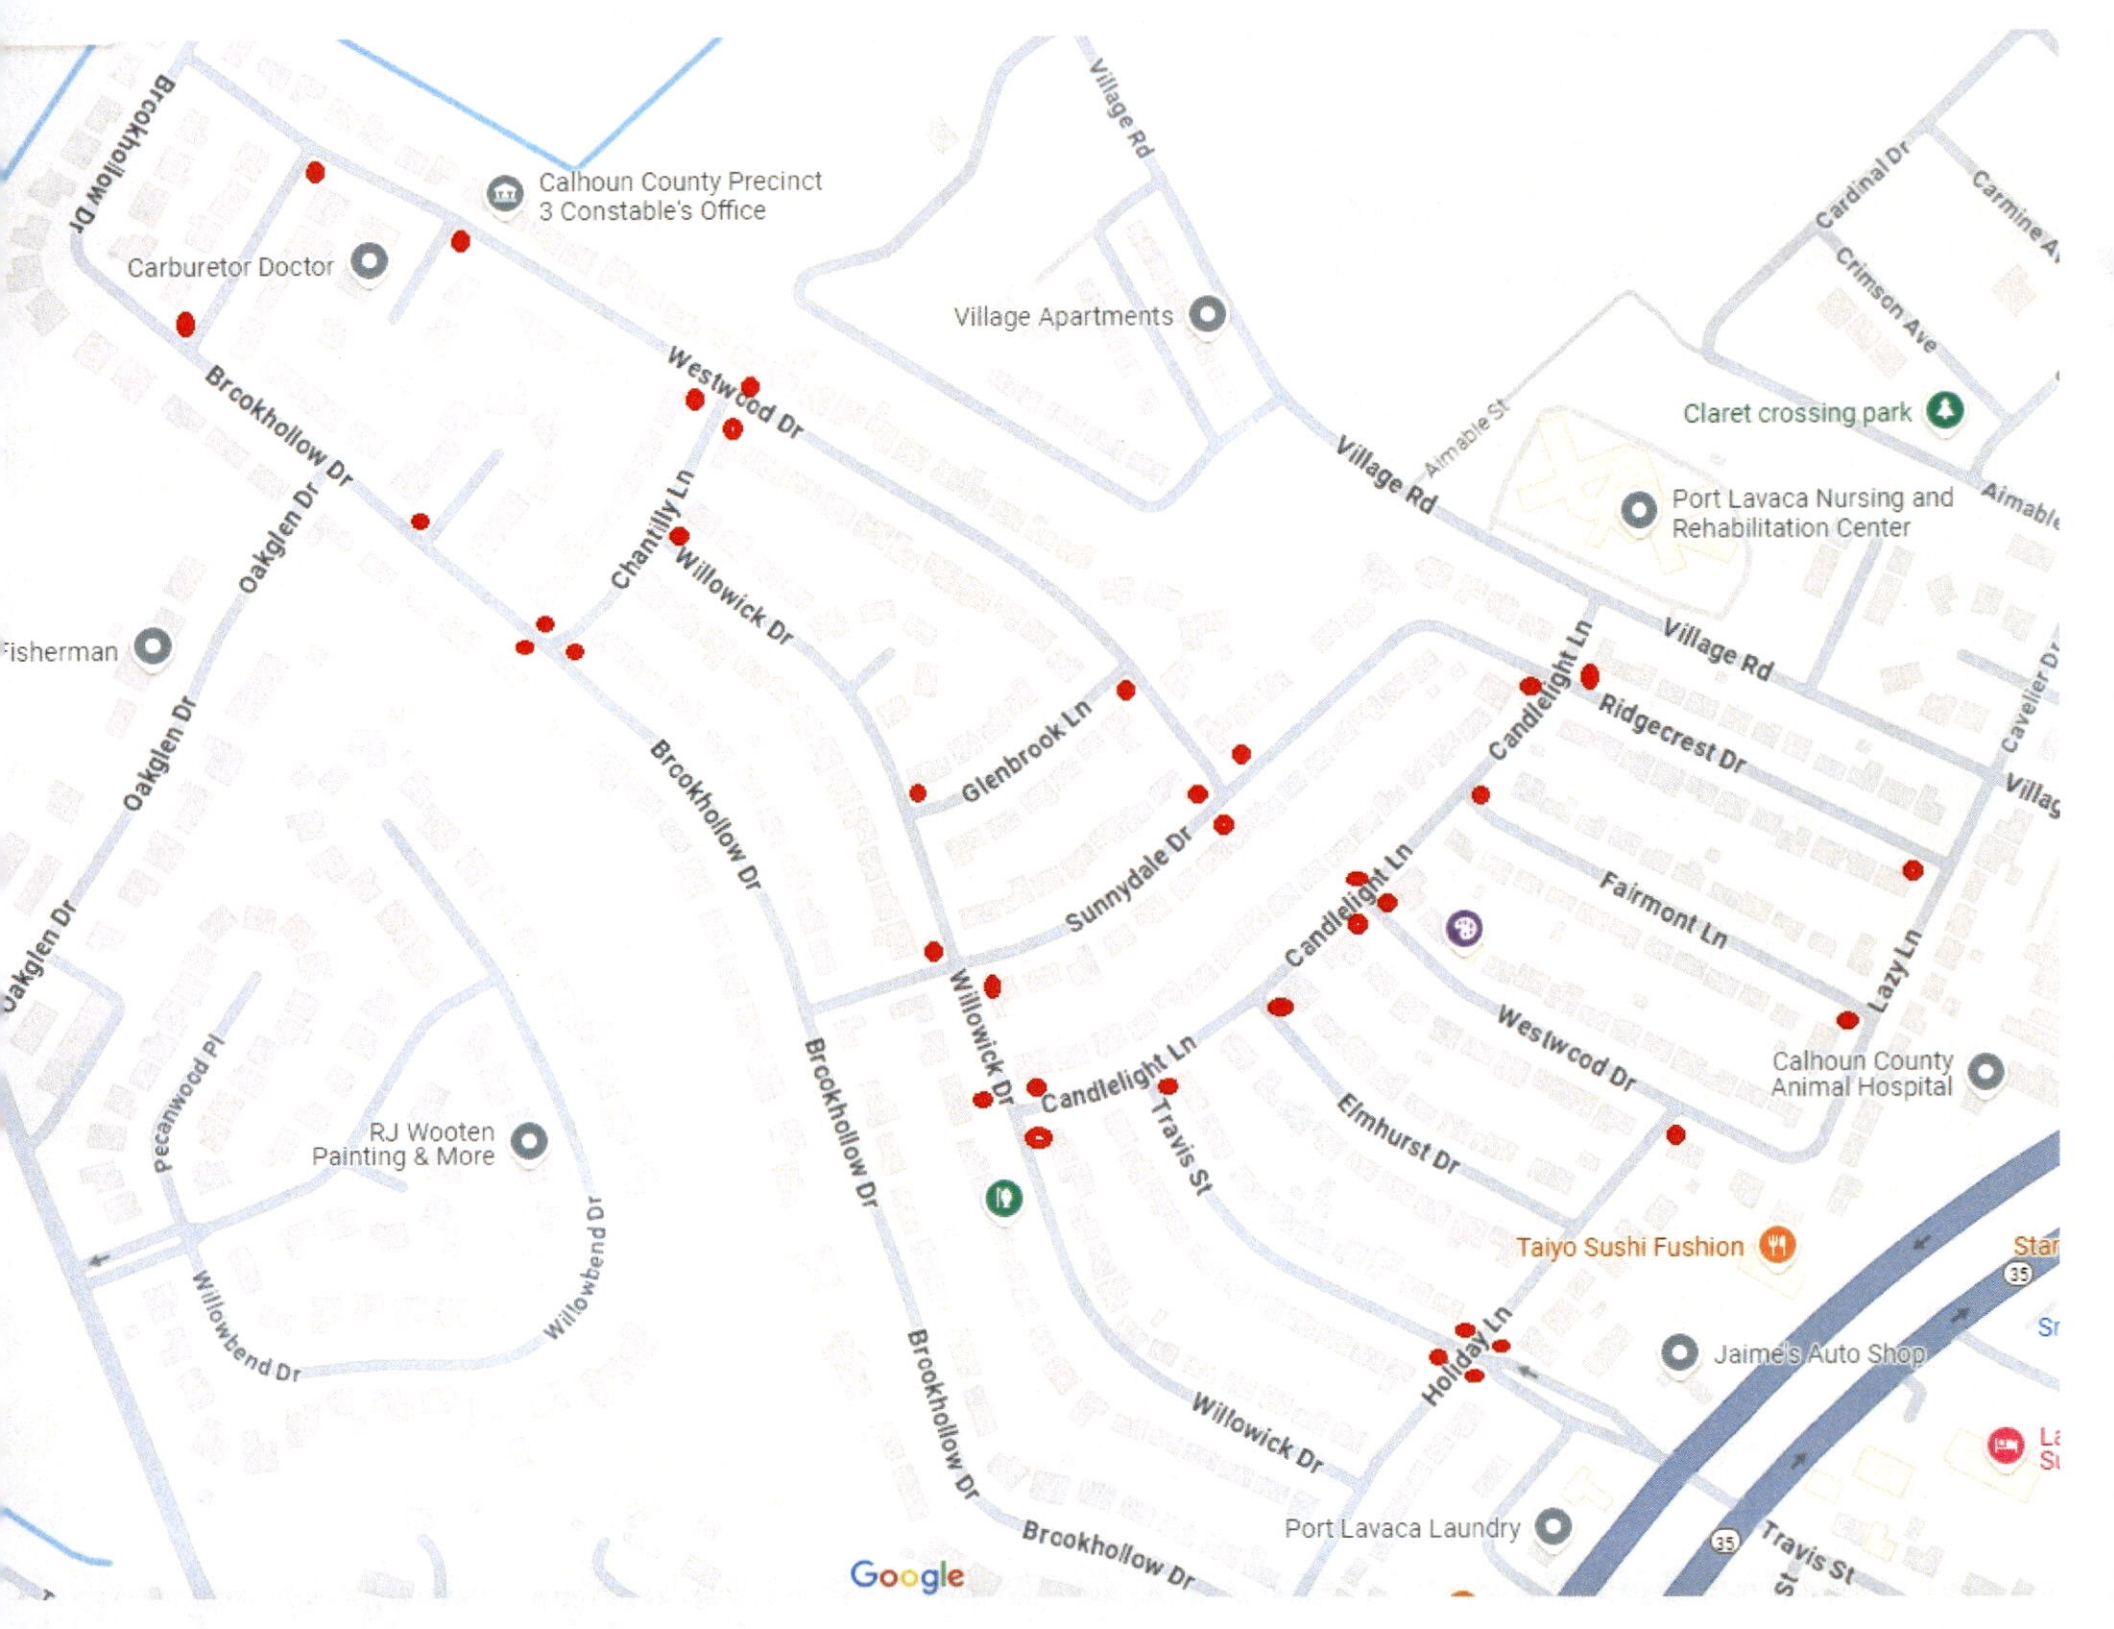 Brookhollow Dr
Village Rd
Cardinal Dr
Carmine A
Calhoun County Precinct
3 Constable's Office
Carburetor Doctor
Crimson Ave
Village Apartments
Westwood Dr
Brookhollow Dr
Aimable St
Claret crossing park
Village Rd
Aimable
Port Lavaca Nursing and
Rehabilitation Center
Oakglen Dr
Chantilly Ln
Willowick Dr
Fisherman
Candlelight Ln
Village Rd
Cavelier Dr
Ridgecrest Dr
Oakglen Dr
Glenbrook Ln
Villag
Brookhollow Dr
Sunnydale Dr
Candlelight Ln
Fairmont Ln
Oakglen Dr
Lazy Ln
Willowick Dr
Westwood Dr
Pecanwood Pl
Candlelight Ln
Calhoun County
Animal Hospital
Brookhollow Dr
RJ Wooten
Painting & More
Travis St
Elmhurst Dr
Willowbend Dr
Taiyo Sushi Fushion
Star
35
Willowbend Dr
Holiday Ln
Jaime's Auto Shop
Sr
Brookhollow Dr
Willowick Dr
La
Su
Port Lavaca Laundry
35
Travis St
St
Brookhollow Dr
Google